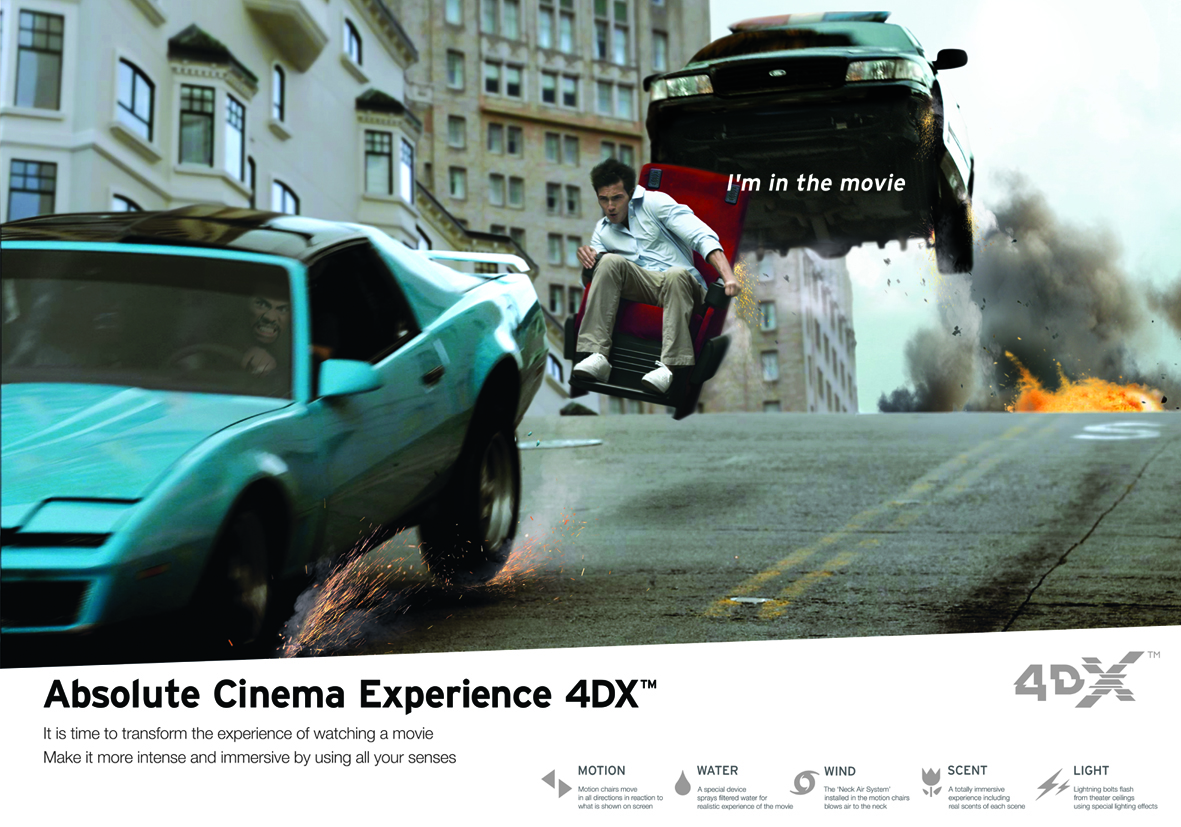 I'm in the movie
S
Absolute Cinema Experience 4DX™
4DX™
It is time to transform the experience of watching a movie
Make it more intense and immersive by using all your senses
MOTION
Motion chairs move
in all directions in reaction to
what is shown on screen
WATER
A special device
sprays filtered water for
realistic experience of the movie
WIND
The 'Neck Air System'
installed in the motion chairs
blows air to the neck
SCENT
A totally immersive
experience including
real scents of each scene
LIGHT
Lightning bolts flash
from theater ceilings
using special lighting effects